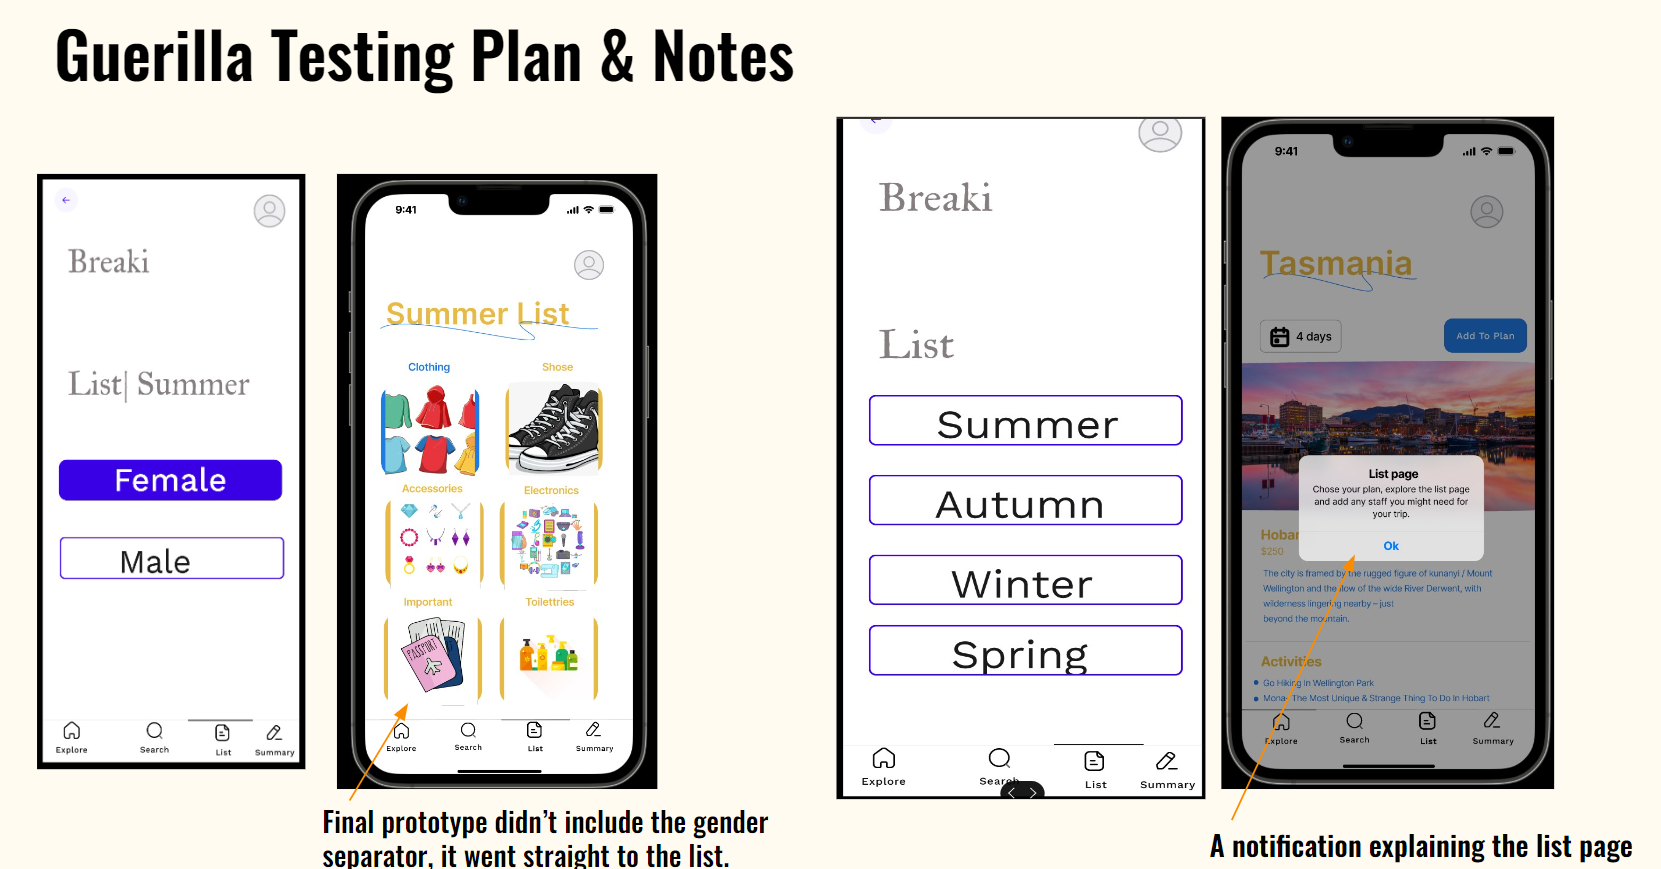 Guerilla Testing Plan & Notes
Breaki
List| Summer
Female
Male
Explore
Search
List
Summary
9:41
Summer List
Clothing
Shose
Accessories
Electronics
Important
Toilettries
PASSPORT
Explore
Search
List
Summary
Final prototype didn't include the gender
separator, it went straight to the list.
Breaki
List
Summer
Autumn
Winter
Spring
Explore
Search
List
Summary
9:41
Tasmania
4 days
Add To Plan
List page
Chose your plan, explore the list page
and add any staff you might need for
your trip.
Ok
Hobar
$250
The city is framed by the rugged figure of kunanyi / Mount
Wellington and the flow of the wide River Derwent, with
wilderness lingering nearby – just
beyond the mountain.
Activities
Go Hiking In Wellington Park
Mona- The Most Unique & Strange Thing To Do In Hobart
Explore
Search
List
Summary
A notification explaining the list page